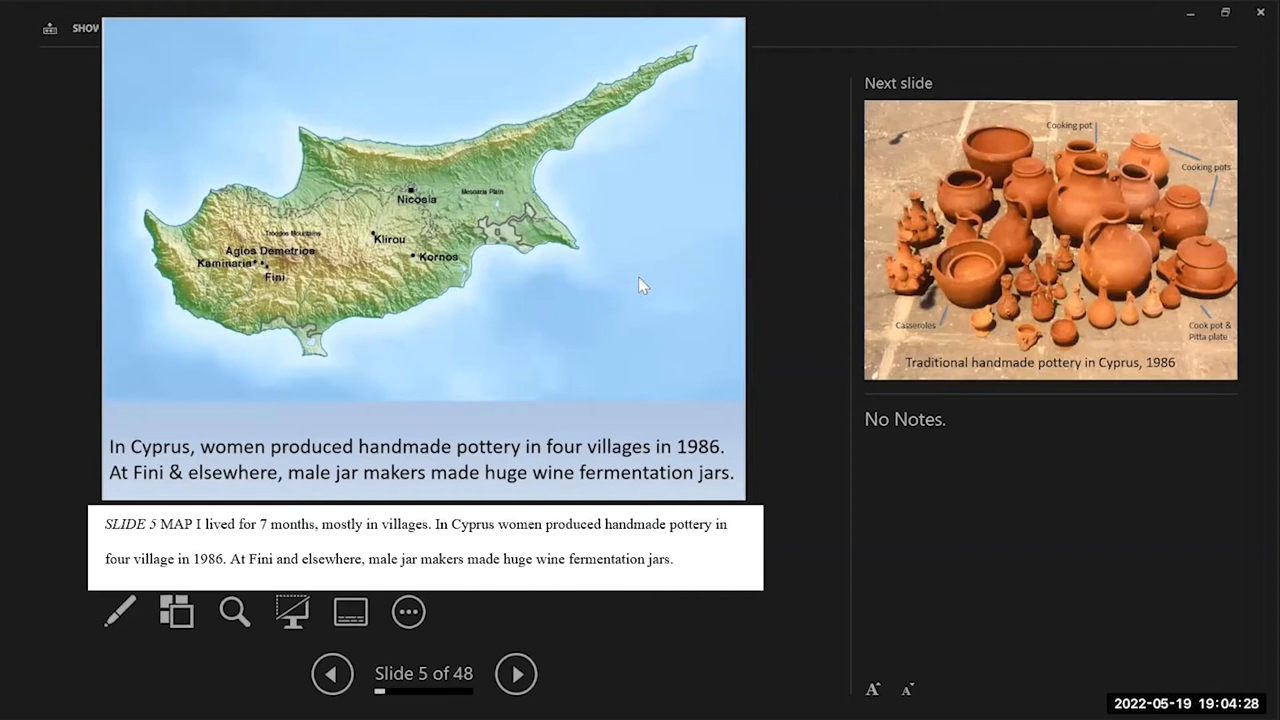 SHOW
Nicosia
Mesaoria Plain
Troodos Mountains
Klirou
Agios Demetrios
Kaminaria
Kornos
Fini
In Cyprus, women produced handmade pottery in four villages in 1986.
At Fini & elsewhere, male jar makers made huge wine fermentation jars.
SLIDE 5 MAP I lived for 7 months, mostly in villages. In Cyprus women produced handmade pottery in
four village in 1986. At Fini and elsewhere, male jar makers made huge wine fermentation jars.
Slide 5 of 48
Next slide
Cooking pot
Cooking pots
Casseroles
Cook pot &
Pitta plate
Traditional handmade pottery in Cyprus, 1986
No Notes.
A A
2022-05-19 19:04:28